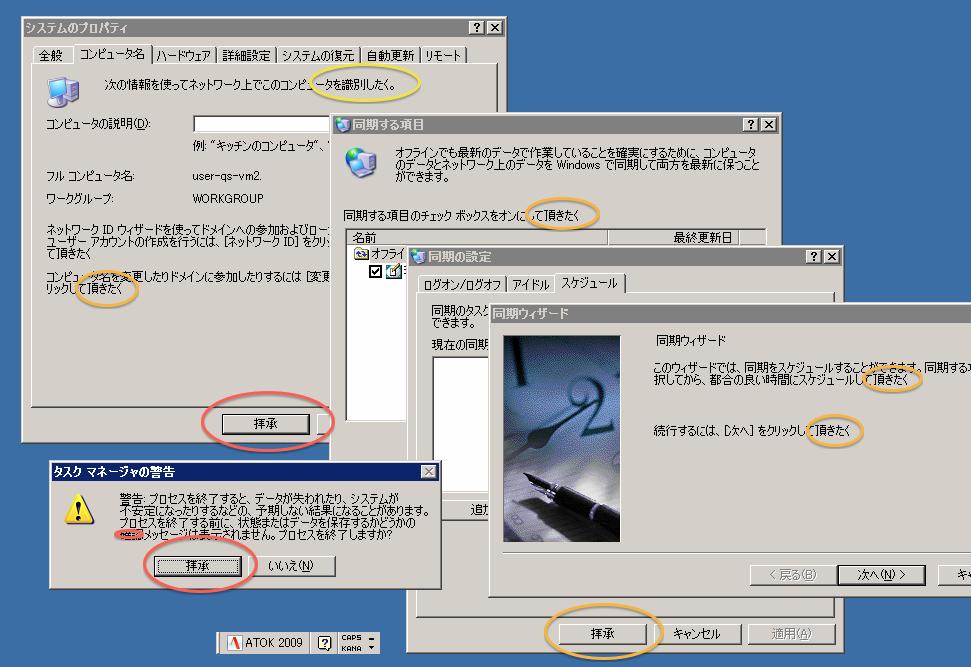 システムのプロパティ
全般
コンピュータ名
ハードウェア
詳細設定
システムの復元
自動更新
リモート
次の情報を使ってネットワーク上でこのコンピュータを識別したく。
コンピュータの説明(D):
例: "キッチンのコンピュータ"、
フル コンピュータ名:
user-qs-vm2.
ワークグループ:
WORKGROUP
ネットワーク ID ウィザードを使ってドメインへの参加およびロー
ユーザー アカウントの作成を行うには、[ネットワーク ID] をクリッ
て頂きたく
コンピュータ名を変更したりドメインに参加したりするには [変更
リックして頂きたく
拝承
同期する項目
オフラインでも最新のデータで作業していることを確実にするために、コンピュータ
のデータとネットワーク上のデータを Windows で同期して両方を最新に保つこと
ができます。
同期する項目のチェック ボックスをオンにして頂きたく
名前
最終更新日
オフライ
同期の設定
ログオン/ログオフ
アイドル
スケジュール
同期のタスク
できます。
現在の同期
追加
拝承
キャンセル
適用(A)
同期ウィザード
同期ウィザード
このウィザードでは、同期をスケジュールすることができます。同期する項
択してから、都合の良い時間にスケジュールして頂きたく
続行するには、[次へ] をクリックして頂きたく
< 戻る(B)
次へ(N) >
キャ
タスク マネージャの警告
警告: プロセスを終了すると、データが失われたり、システムが
不安定になったりするなどの、予期しない結果になることがあります。
プロセスを終了する前に、状態またはデータを保存するかどうかの
確認メッセージは表示されません。プロセスを終了しますか?
拝承
いいえ(N)
ATOK 2009
CAPS
KANA